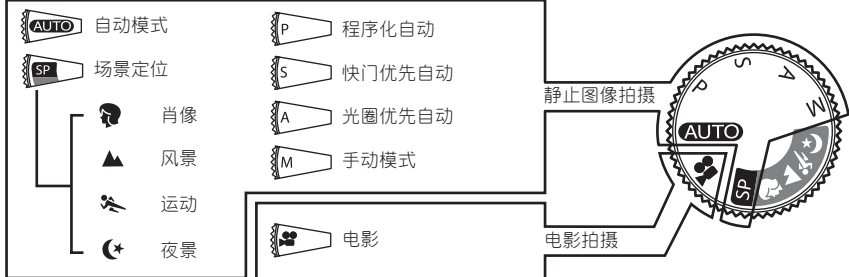 AUTO 自动模式
SP 场景定位
肖像
风景
运动
夜景
P 程序化自动
S 快门优先自动
A 光圈优先自动
M 手动模式
电影
静止图像拍摄
电影拍摄
AUTO
P
S
A
M
SP